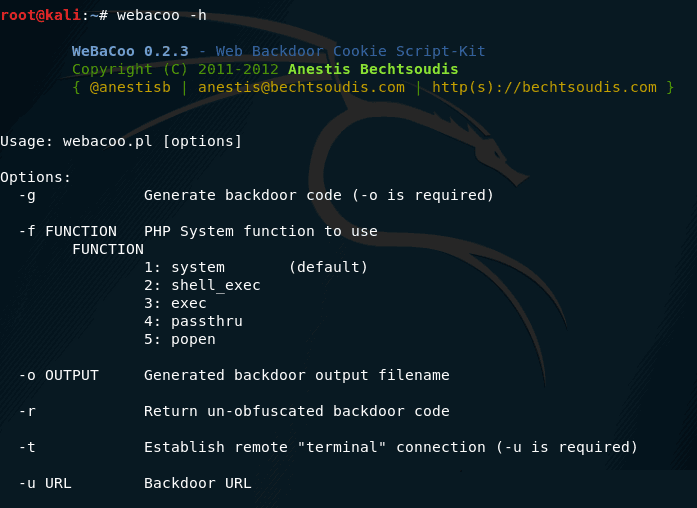 root@kali:~# webacoo -h
WeBaCoo 0.2.3 - Web Backdoor Cookie Script-Kit
Copyright (C) 2011-2012 Anestis Bechtsoudis
{ @anestisb | anestis@bechtsoudis.com | http(s)://bechtsoudis.com }
Usage: webacoo.pl [options]
Options:
-g Generate backdoor code (-o is required)
-f FUNCTION PHP System function to use
FUNCTION
1: system (default)
2: shell_exec
3: exec
4: passthru
5: popen
-o OUTPUT Generated backdoor output filename
-r Return un-obfuscated backdoor code
-t Establish remote "terminal" connection (-u is required)
-u URL Backdoor URL